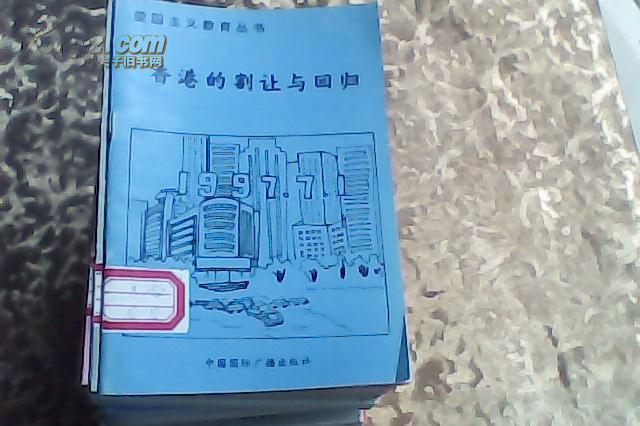 爱国主义教育丛书
香港的割让与回归
1997.7.1
中国国际广播出版社
夫子旧书网